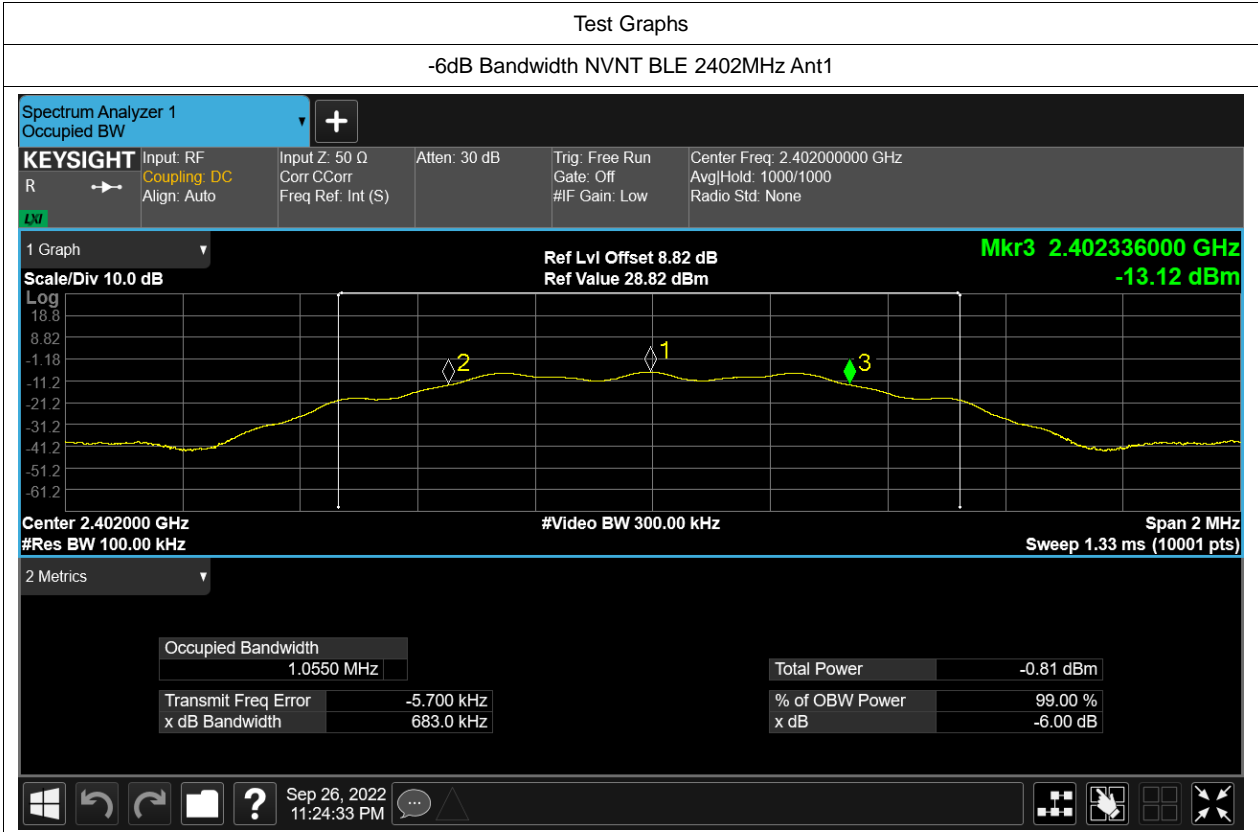 Test Graphs
-6dB Bandwidth NVNT BLE 2402MHz Ant1
Spectrum Analyzer 1
Occupied BW
KEYSIGHT
R
LXI
Input: RF
Coupling: DC
Align: Auto
Input Z: 50 Ω
Corr CCorr
Freq Ref: Int (S)
Atten: 30 dB
Trig: Free Run
Gate: Off
#IF Gain: Low
Center Freq: 2.402000000 GHz
Avg|Hold: 1000/1000
Radio Std: None
1 Graph
Scale/Div 10.0 dB
Ref Lvl Offset 8.82 dB
Ref Value 28.82 dBm
Mkr3 2.402336000 GHz
-13.12 dBm
Log
18.8
8.82
-1.18
-11.2
-21.2
-31.2
-41.2
-51.2
-61.2
2
1
3
Center 2.402000 GHz
#Res BW 100.00 kHz
#Video BW 300.00 kHz
Span 2 MHz
Sweep 1.33 ms (10001 pts)
2 Metrics
Occupied Bandwidth
1.0550 MHz
Total Power -0.81 dBm
Transmit Freq Error -5.700 kHz
% of OBW Power 99.00 %
x dB Bandwidth 683.0 kHz
x dB -6.00 dB
?
Sep 26, 2022
11:24:33 PM